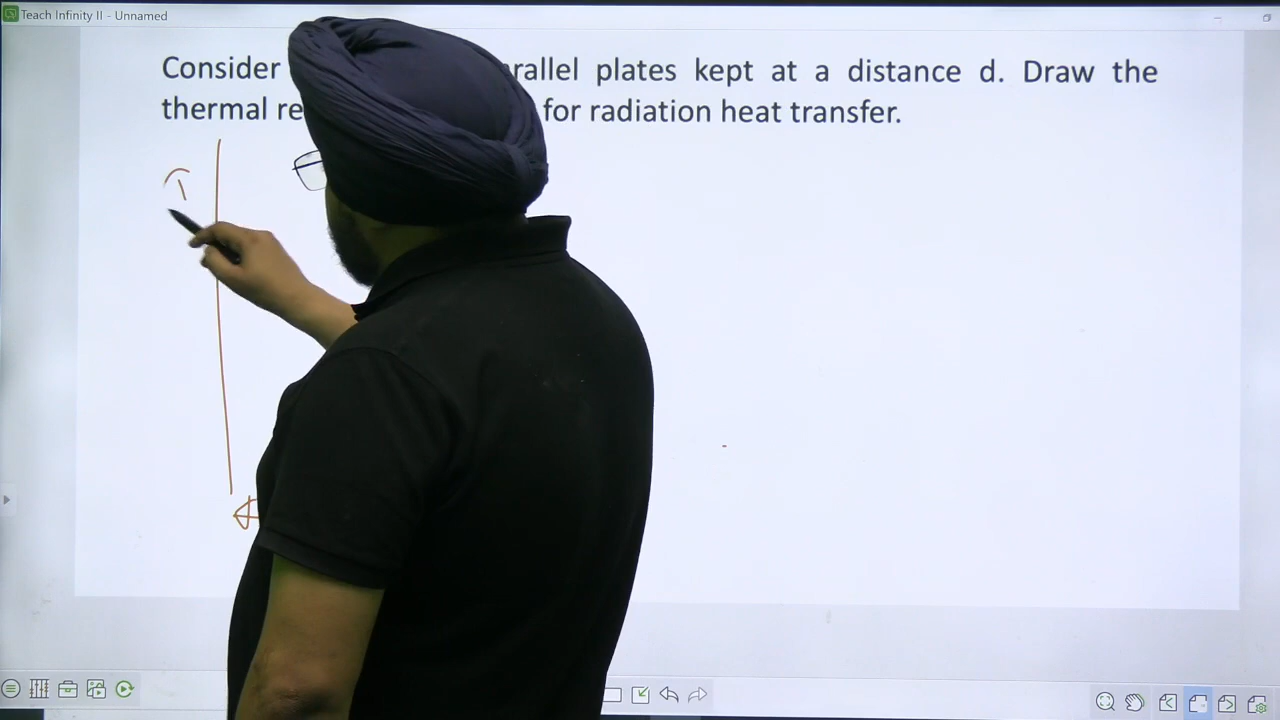 Teach Infinity II - Unnamed
Consider rallel plates kept at a distance d. Draw the
thermal re for radiation heat transfer.
T